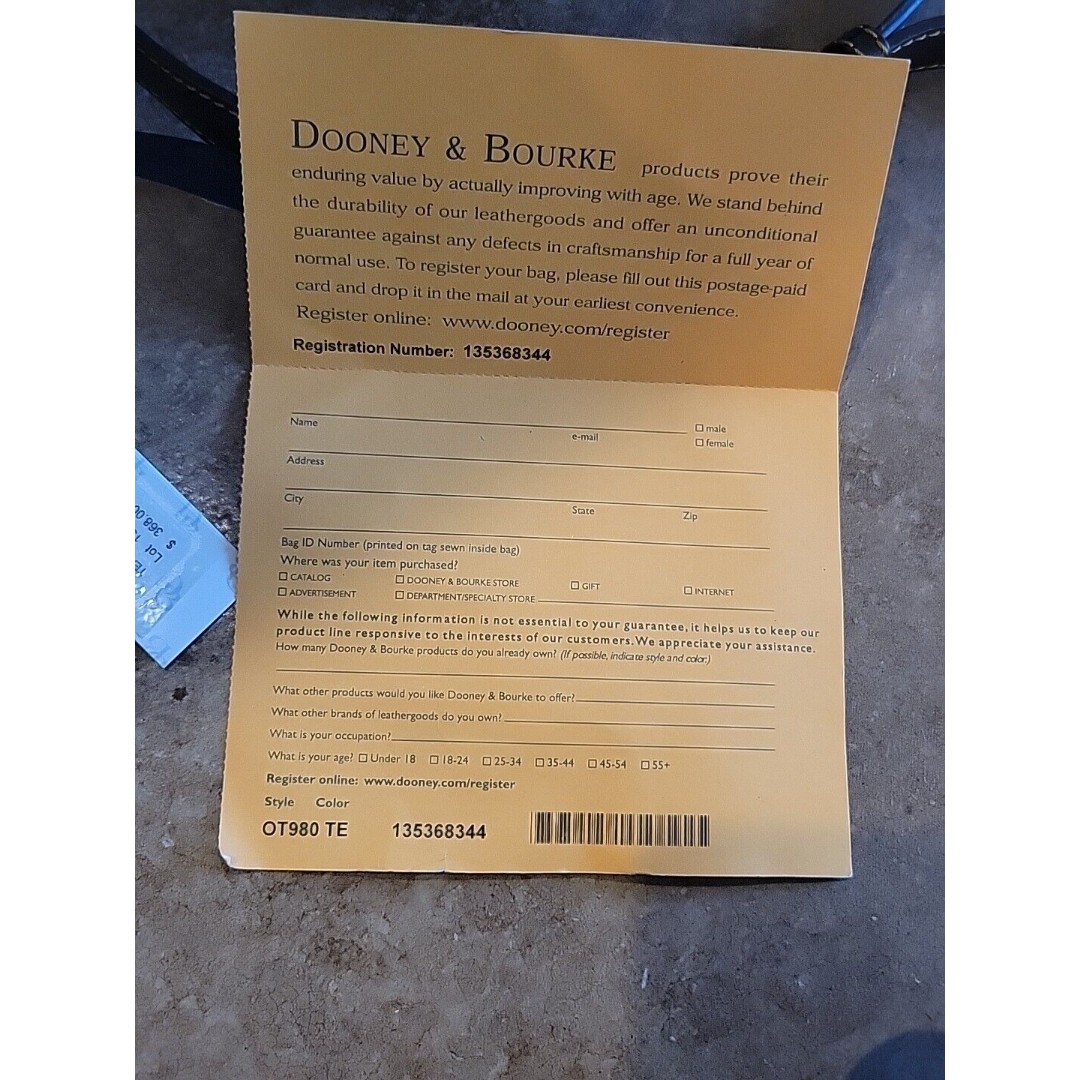 DOONEY & BOURKE products prove their
enduring value by actually improving with age. We stand behind
the durability of our leathergoods and offer an unconditional
guarantee against any defects in craftsmanship for a full year of
normal use. To register your bag, please fill out this postage-paid
card and drop it in the mail at your earliest convenience.
Register online: www.dooney.com/register
Registration Number: 135368344
Name e-mail □ male
□ female
Address
City State Zip
Bag ID Number (printed on tag sewn inside bag)
Where was your item purchased?
□ CATALOG □ DOONEY & BOURKE STORE □ GIFT □ INTERNET
□ ADVERTISEMENT □ DEPARTMENT/SPECIALTY STORE
While the following information is not essential to your guarantee, it helps us to keep our
product line responsive to the interests of our customers. We appreciate your assistance.
How many Dooney & Bourke products do you already own? (If possible, indicate style and color.)
What other products would you like Dooney & Bourke to offer?
What other brands of leathergoods do you own?
What is your occupation?
What is your age? □ Under 18 □ 18-24 □ 25-34 □ 35-44 □ 45-54 □ 55+
Register online: www.dooney.com/register
Style Color
OT980 TE 135368344
Lot
$ 368.00